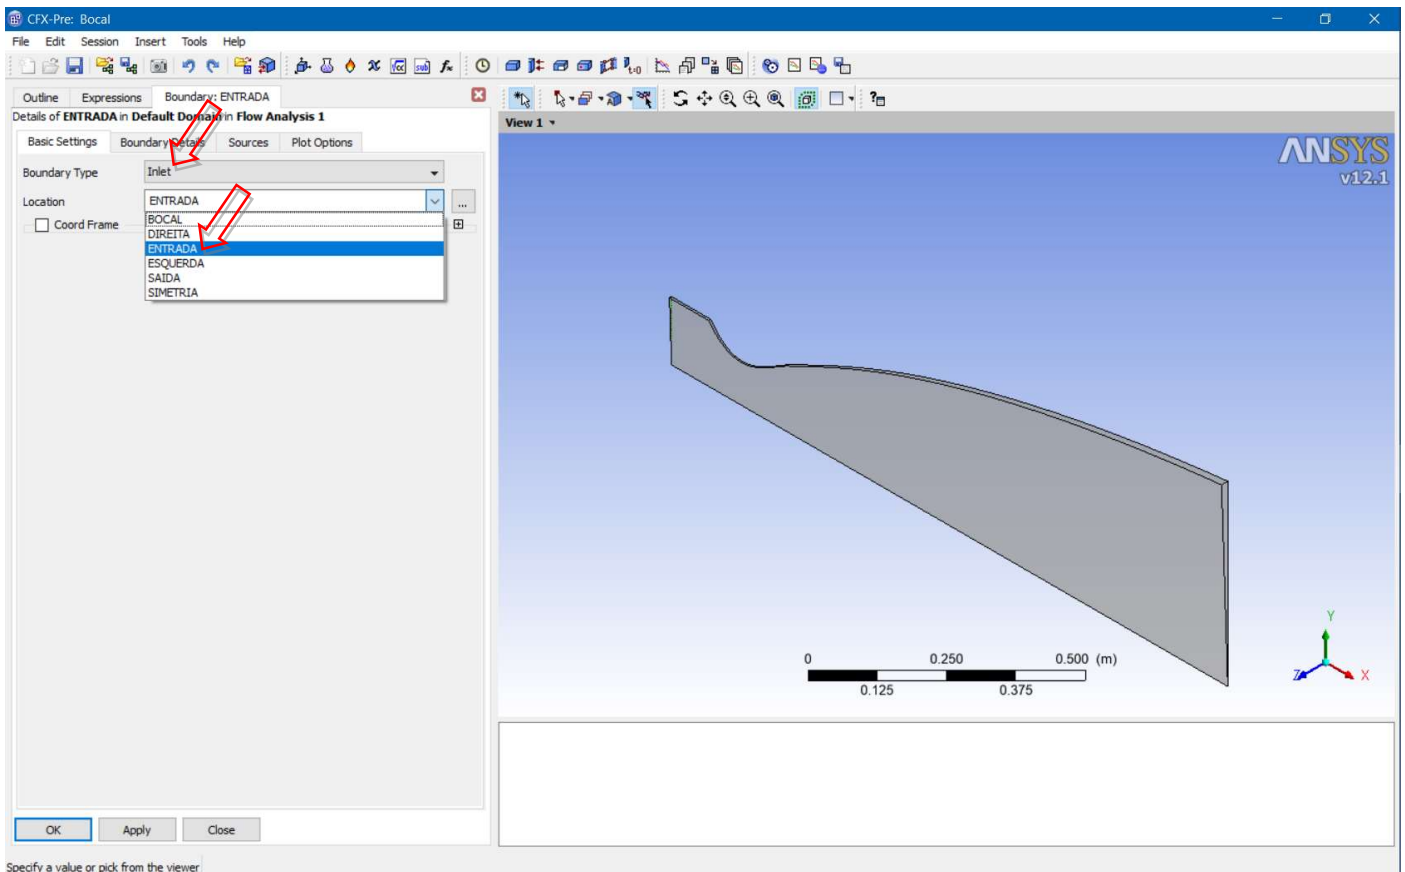 CFX-Pre: Bocal
File Edit Session Insert Tools Help
Outline Expressions Boundary: ENTRADA
Details of ENTRADA in Default Domain in Flow Analysis 1
Basic Settings Boundary Details Sources Plot Options
Boundary Type Inlet
Location ENTRADA ...
Coord Frame
BOCAL
DIREITA
ENTRADA
ESQUERDA
SAIDA
SIMETRIA
OK Apply Close
Specify a value or pick from the viewer
View 1
ANSYS
v12.1
0 0.250 0.500 (m)
0.125 0.375
Y
Z X